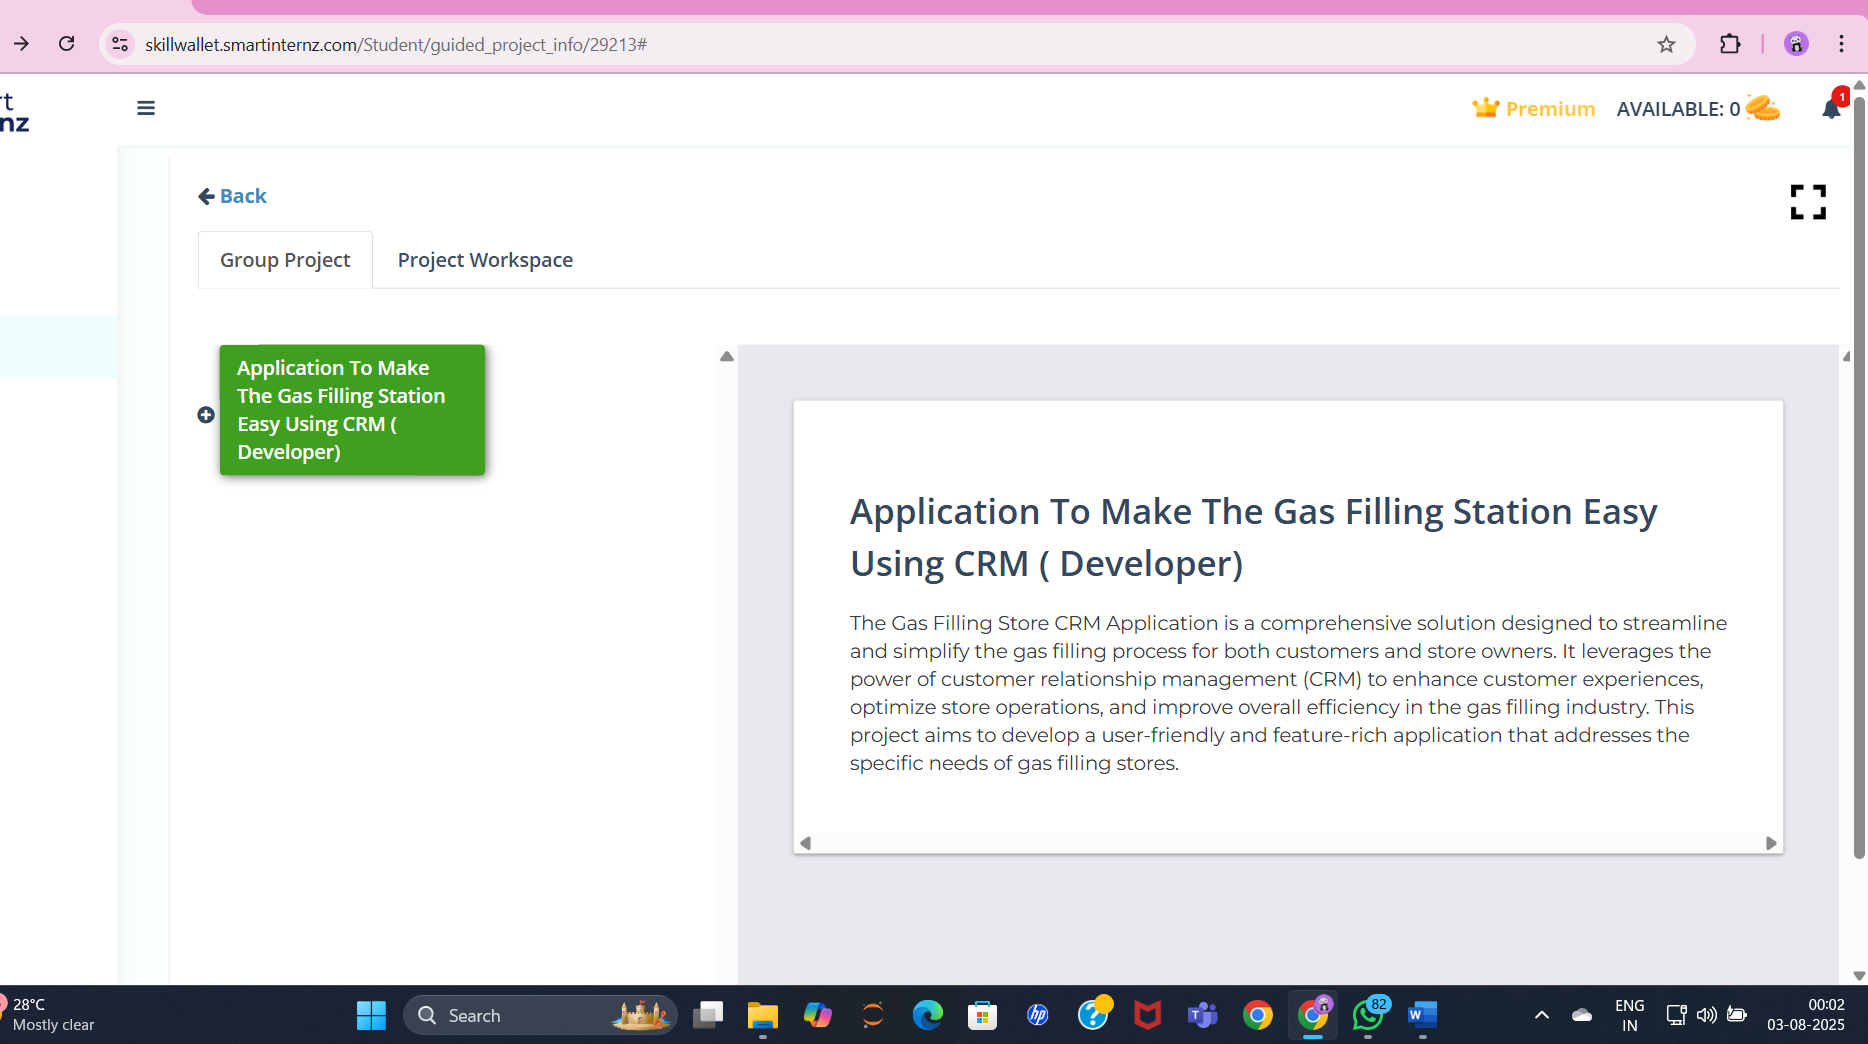 skillwallet.smartinternz.com/Student/guided_project_info/29213#
rt
nz
Premium
AVAILABLE: 0
1
Back
Group Project
Project Workspace
Application To Make
The Gas Filling Station
Easy Using CRM (
Developer)
Application To Make The Gas Filling Station Easy
Using CRM ( Developer)
The Gas Filling Store CRM Application is a comprehensive solution designed to streamline
and simplify the gas filling process for both customers and store owners. It leverages the
power of customer relationship management (CRM) to enhance customer experiences,
optimize store operations, and improve overall efficiency in the gas filling industry. This
project aims to develop a user-friendly and feature-rich application that addresses the
specific needs of gas filling stores.
28°C
Mostly clear
Search
hp
?
T
82
W
ENG
IN
00:02
03-08-2025